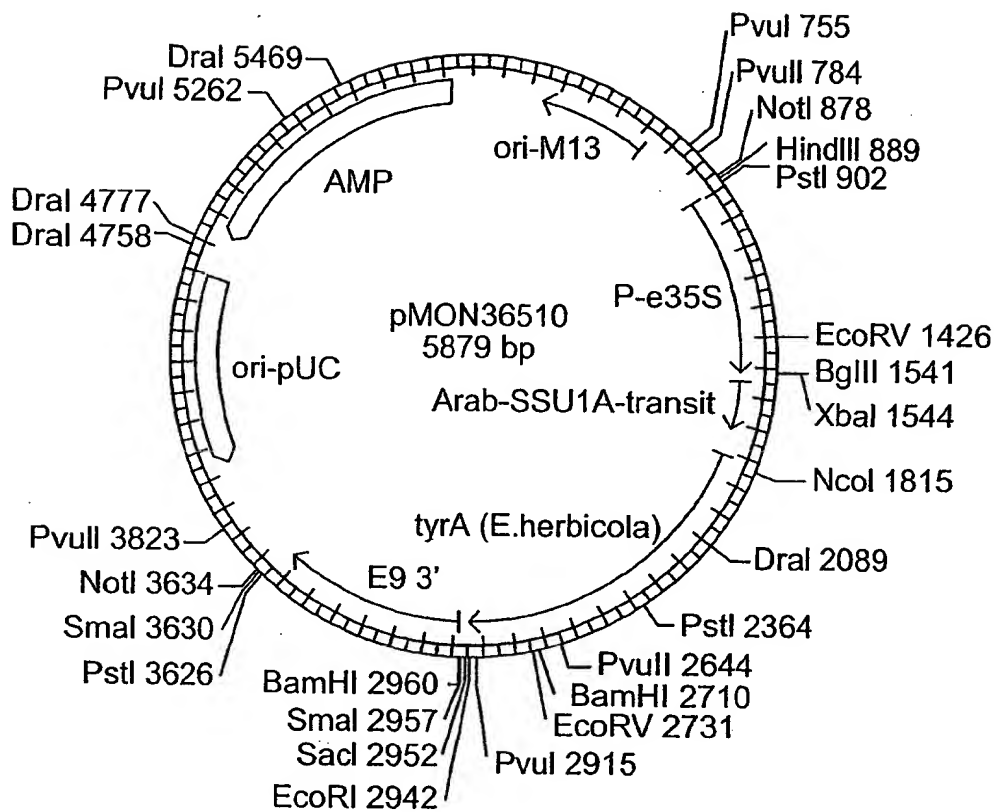 PvuI 755
DraI 5469
PvuII 784
PvuI 5262
NotI 878
ori-M13
HindIII 889
PstI 902
AMP
DraI 4777
DraI 4758
P-e35S
pMON36510
5879 bp
EcoRV 1426
ori-pUC
BglII 1541
Arab-SSU1A-transit
XbaI 1544
NcoI 1815
tyrA (E.herbicola)
PvuII 3823
DraI 2089
NotI 3634
E9 3'
SmaI 3630
PstI 2364
PstI 3626
PvuII 2644
BamHI 2960
BamHI 2710
SmaI 2957
EcoRV 2731
SacI 2952
PvuI 2915
EcoRI 2942